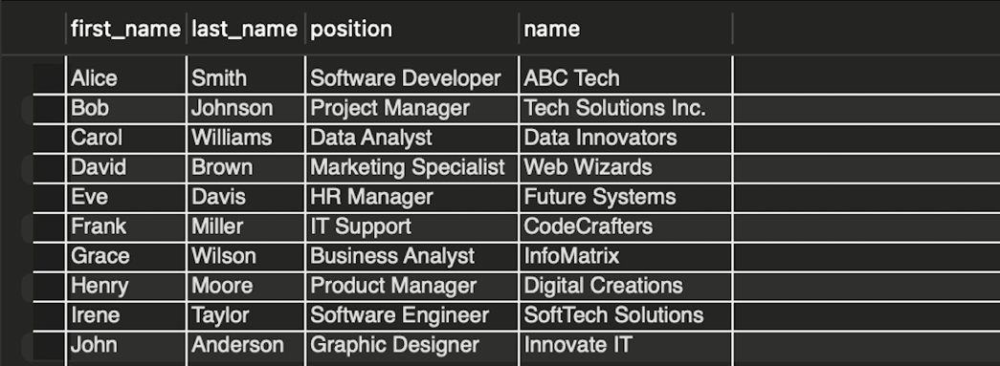 first_name last_name position name
Alice Smith Software Developer ABC Tech
Bob Johnson Project Manager Tech Solutions Inc.
Carol Williams Data Analyst Data Innovators
David Brown Marketing Specialist Web Wizards
Eve Davis HR Manager Future Systems
Frank Miller IT Support CodeCrafters
Grace Wilson Business Analyst InfoMatrix
Henry Moore Product Manager Digital Creations
Irene Taylor Software Engineer SoftTech Solutions
John Anderson Graphic Designer Innovate IT